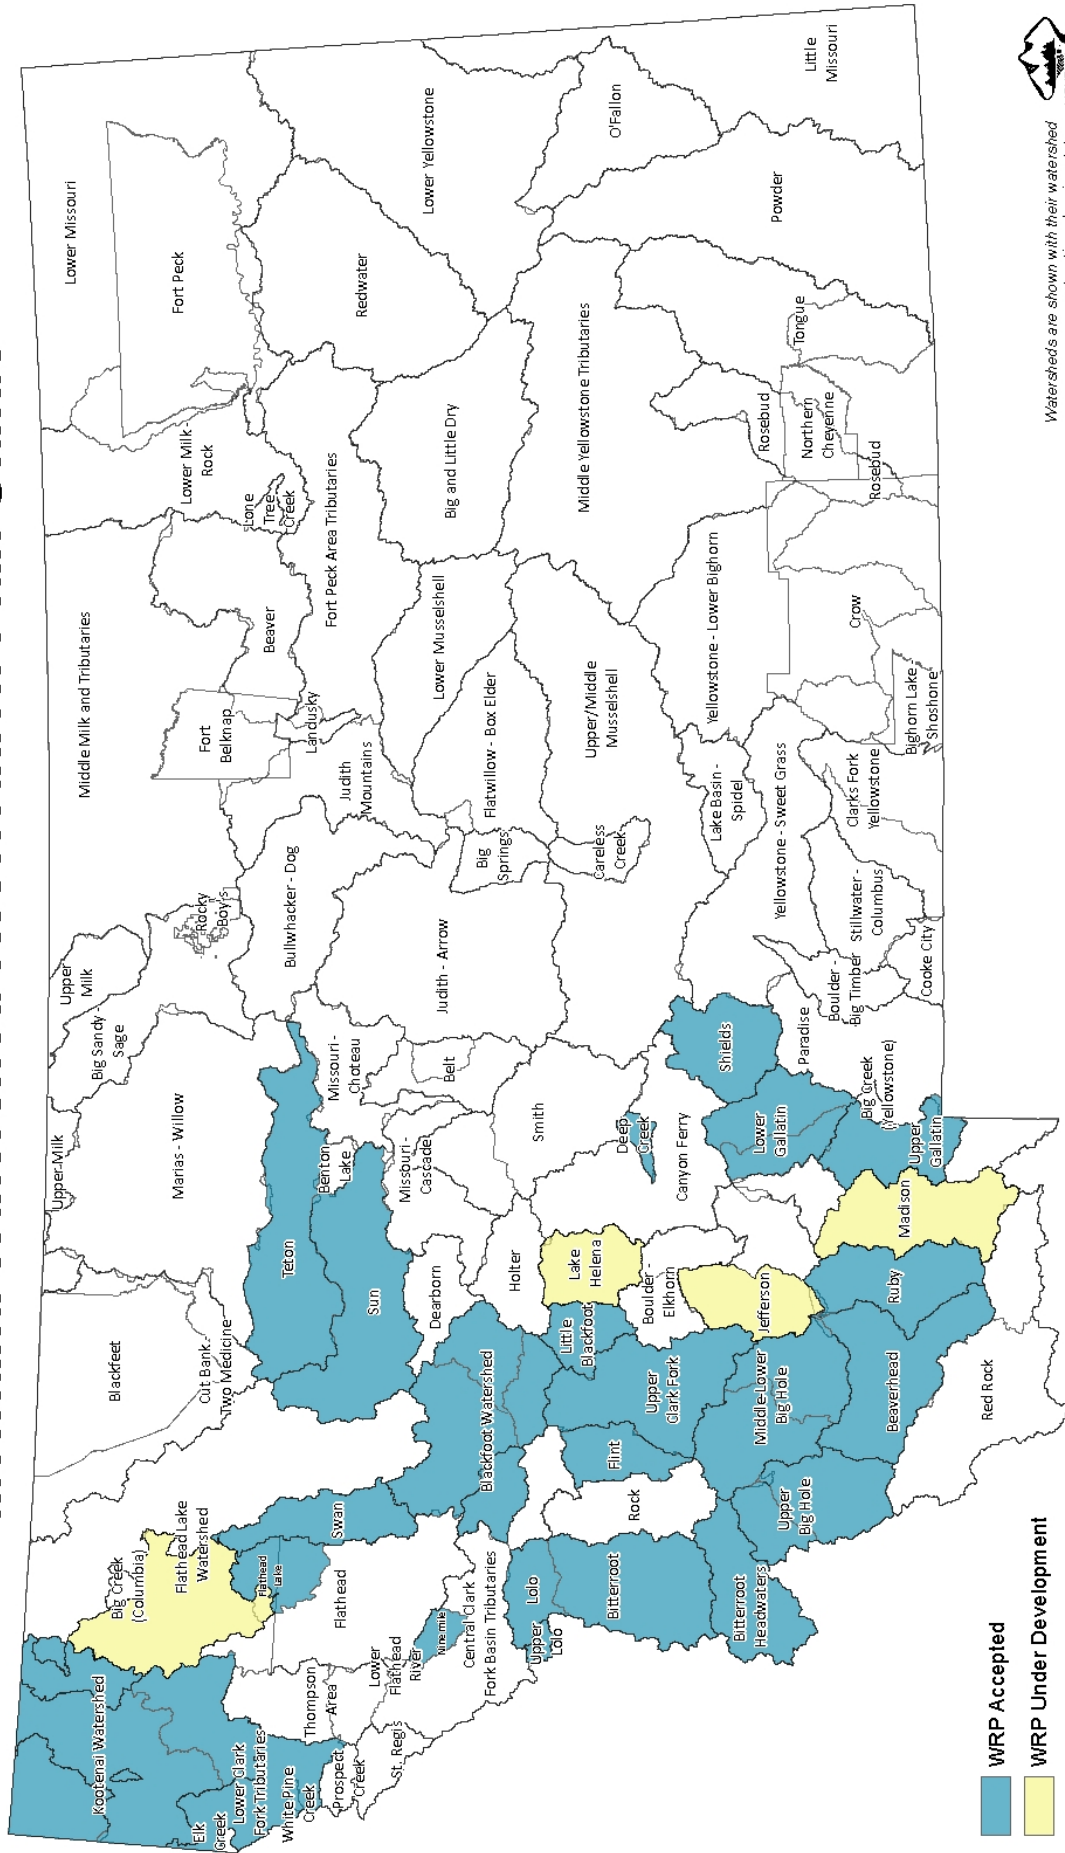 Kootenai Watershed
Elk
Creek
Lower Clark
Fork Tributaries
White Pine
Creek
Prospect
Creek
Thompson
Area
St. Regis
Lower
Flathead
River
Ninemile
Central Clark
Fork Basin Tributaries
Big Creek
(Columbia)
Flathead Lake
Watershed
Flathead
Lake
Flathead
Swan
Blackfeet
Cut Bank -
Two Medicine
Upper Milk
Marias - Willow
Big Sandy -
Sage
Upper
Milk
Rocky
Boy's
Middle Milk and Tributaries
Fort
Belknap
Beaver
Lone
Tree
Creek
Lower Milk -
Rock
Fort Peck
Lower Missouri
Teton
Sun
Benton
Lake
Missouri -
Choteau
Bullwhacker - Dog
Landusky
Judith
Mountains
Fort Peck Area Tributaries
Redwater
Lower Yellowstone
Dearborn
Missouri -
Cascade
Belt
Judith - Arrow
Big
Springs
Flatwillow - Box Elder
Lower Musselshell
Big and Little Dry
Blackfoot Watershed
Holter
Smith
Upper
Lolo
Lolo
Bitterroot
Rock
Flint
Upper
Clark Fork
Little
Blackfoot
Lake
Helena
Boulder -
Elkhorn
Deep
Creek
Canyon Ferry
Careless
Creek
Upper/Middle
Musselshell
Middle Yellowstone Tributaries
O'Fallon
Bitterroot
Headwaters
Upper
Big Hole
Middle-Lower
Big Hole
Jefferson
Lower
Gallatin
Shields
Lake Basin -
Spidel
Yellowstone - Lower Bighorn
Yellowstone - Sweet Grass
Rosebud
Northern
Cheyenne
Tongue
Powder
Little
Missouri
Beaverhead
Ruby
Madison
Upper
Gallatin
Big Creek
(Yellowstone)
Paradise
Boulder -
Big Timber
Stillwater -
Columbus
Clarks Fork
Yellowstone
Crow
Rosebud
Bighorn Lake -
Shoshone
Cooke City
Red Rock
WRP Accepted
WRP Under Development
Watersheds are shown with their watershed